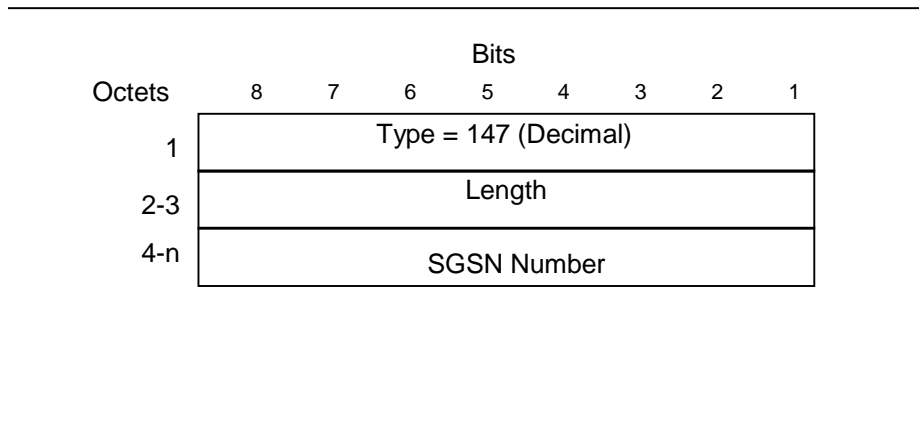 Bits
Octets 8 7 6 5 4 3 2 1
1 Type = 147 (Decimal)
2-3 Length
4-n SGSN Number